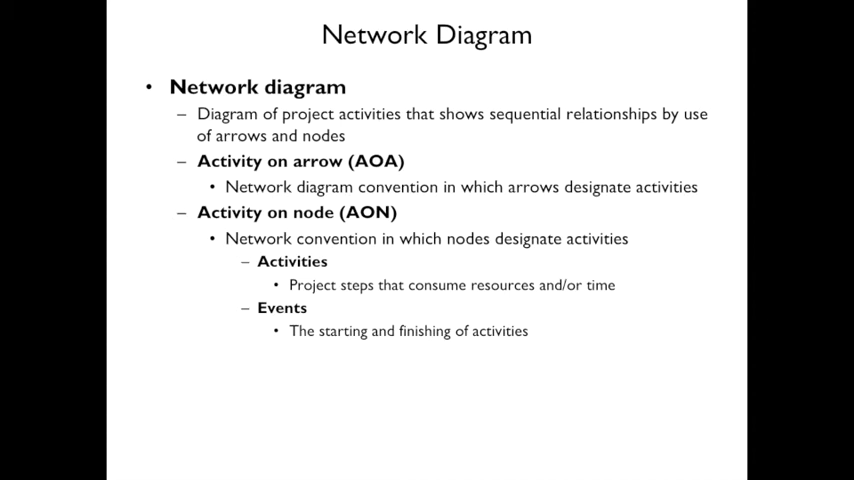 Network Diagram
• Network diagram
– Diagram of project activities that shows sequential relationships by use
of arrows and nodes
– Activity on arrow (AOA)
• Network diagram convention in which arrows designate activities
– Activity on node (AON)
• Network convention in which nodes designate activities
– Activities
• Project steps that consume resources and/or time
– Events
• The starting and finishing of activities